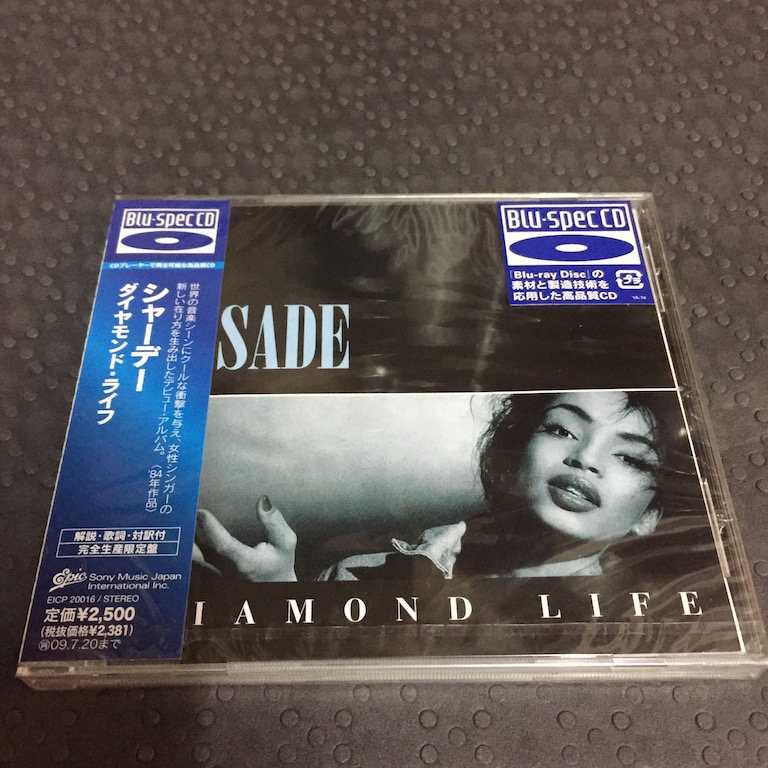 Blu-spec CD
CDプレーヤーで再生可能な高品質CD
シャーデー
ダイヤモンド・ライフ
世界の音楽シーンにクールな衝撃を与え、女性シンガーの
新しい在り方を生み出したデビュー・アルバム。
〈'84年作品〉
解説・歌詞・対訳付
完全生産限定盤
Epic
Sony Music Japan
International Inc.
EICP 20016 / STEREO
定価¥2,500
(税抜価格¥2,381)
09.7.20まで
SADE
IAMOND LIFE
Blu-spec CD
「Blu-ray Disc」の
素材と製造技術を
応用した高品質CD